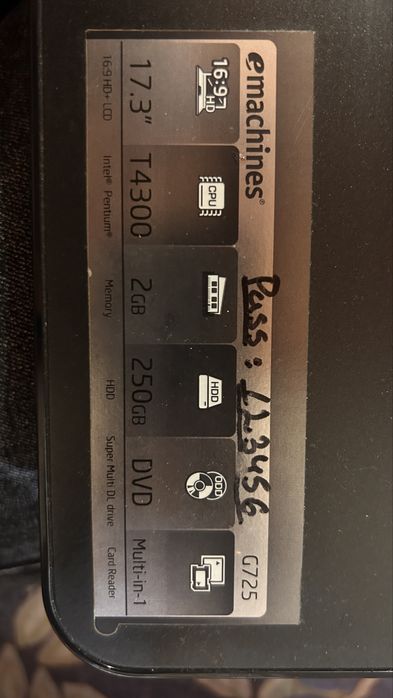 emachines®
Pass: 123456
G725
16:9 HD
CPU
HDD
ODD
17.3"
T4300
2GB
250GB
DVD
Multi-in-1
16:9 HD+ LCD
Intel® Pentium®
Memory
HDD
Super Multi DL drive
Card Reader